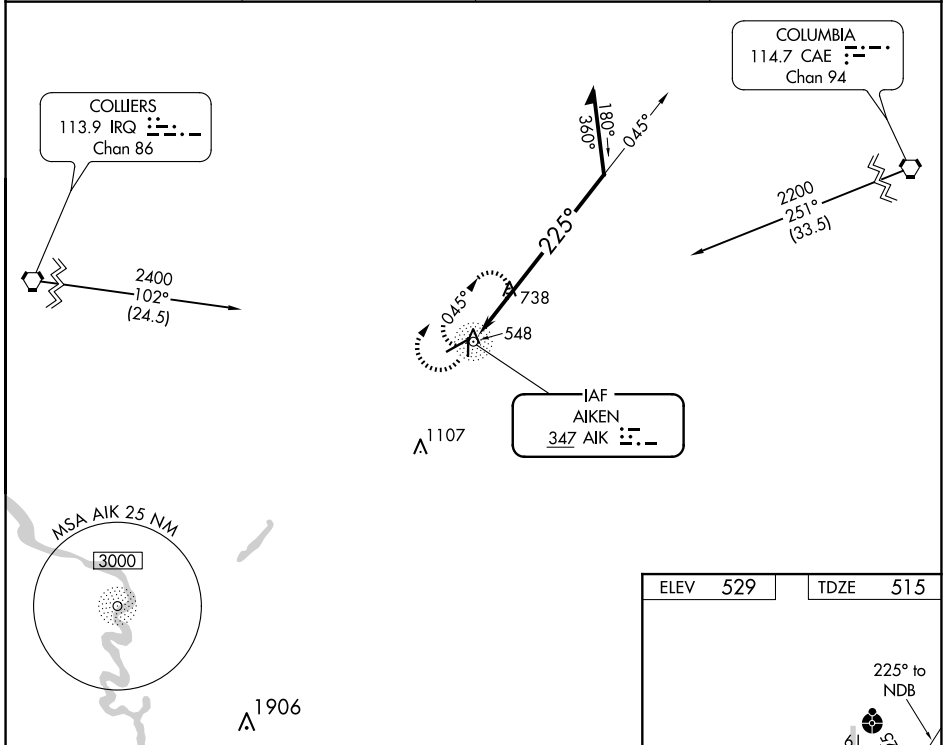 COLUMBIA
114.7 CAE
Chan 94
COLLIERS
113.9 IRQ
Chan 86
180°
360°
045°
225°
2200
251°
(33.5)
2400
102°
(24.5)
045°
738
548
IAF
AIKEN
347 AIK
1107
MSA AIK 25 NM
3000
1906
ELEV 529
TDZE 515
225° to
NDB